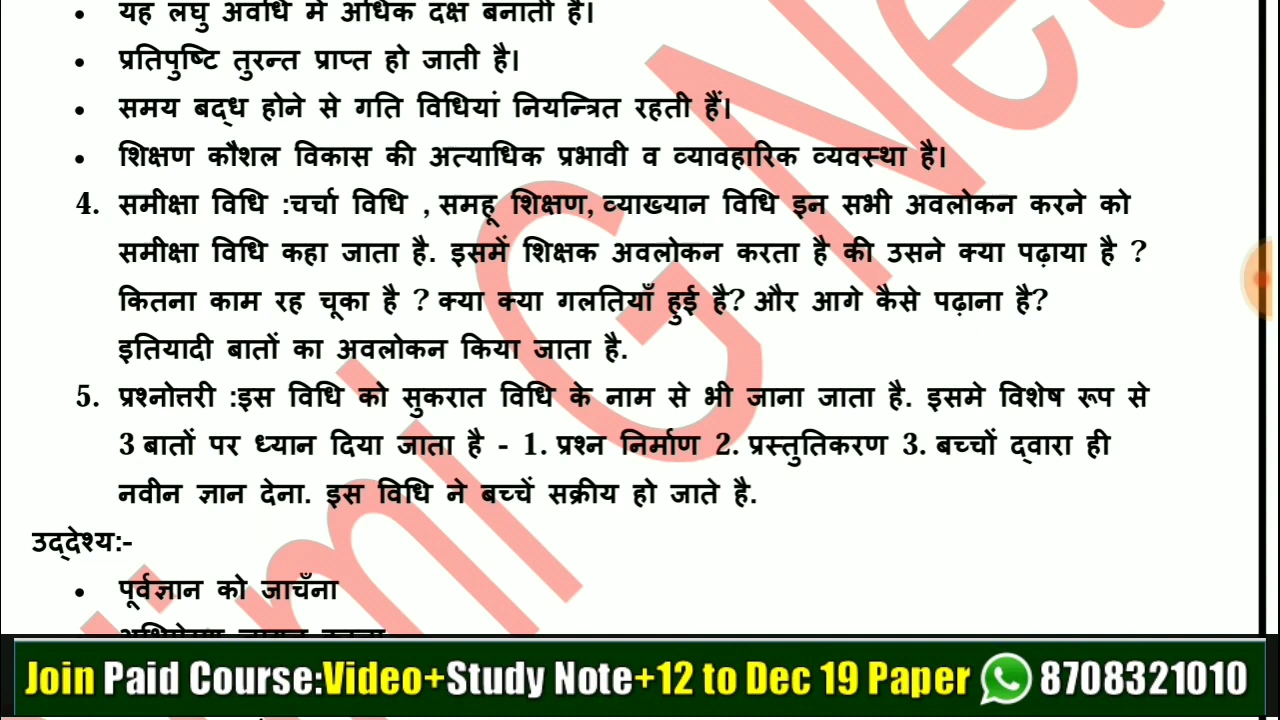 • यह लघु अवधि में अधिक दक्ष बनाती है।
• प्रतिपुष्टि तुरन्त प्राप्त हो जाती है।
• समय बद्ध होने से गति विधियां नियन्त्रित रहती हैं।
• शिक्षण कौशल विकास की अत्याधिक प्रभावी व व्यावहारिक व्यवस्था है।
4. समीक्षा विधि :चर्चा विधि , समहू शिक्षण, व्याख्यान विधि इन सभी अवलोकन करने को
समीक्षा विधि कहा जाता है. इसमें शिक्षक अवलोकन करता है की उसने क्या पढ़ाया है ?
कितना काम रह चूका है ? क्या क्या गलतियाँ हुई है? और आगे कैसे पढ़ाना है?
इतियादी बातों का अवलोकन किया जाता है.
5. प्रश्नोत्तरी :इस विधि को सुकरात विधि के नाम से भी जाना जाता है. इसमे विशेष रूप से
3 बातों पर ध्यान दिया जाता है - 1. प्रश्न निर्माण 2. प्रस्तुतिकरण 3. बच्चों द्वारा ही
नवीन ज्ञान देना. इस विधि ने बच्चें सक्रीय हो जाते है.
उद्देश्य:-
• पूर्वज्ञान को जाचँना
Join Paid Course:Video+Study Note+12 to Dec 19 Paper 8708321010